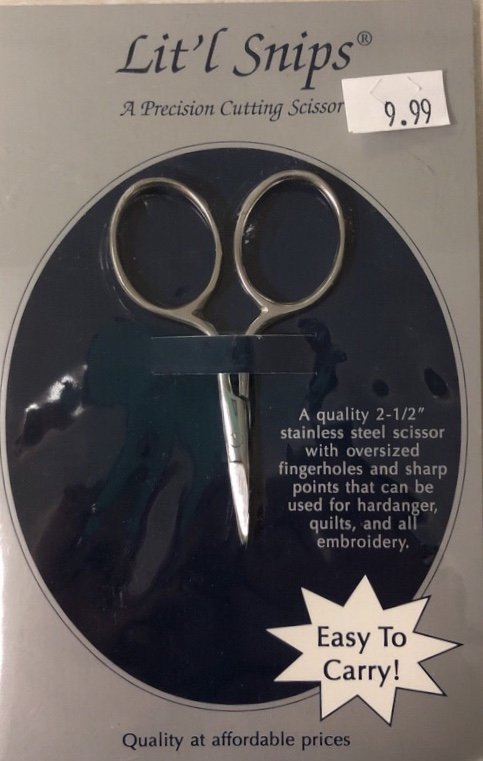 Lit'l Snips®
A Precision Cutting Scissor
9.99
A quality 2-1/2"
stainless steel scissor
with oversized
fingerholes and sharp
points that can be
used for hardanger,
quilts, and all
embroidery.
Easy To
Carry!
Quality at affordable prices